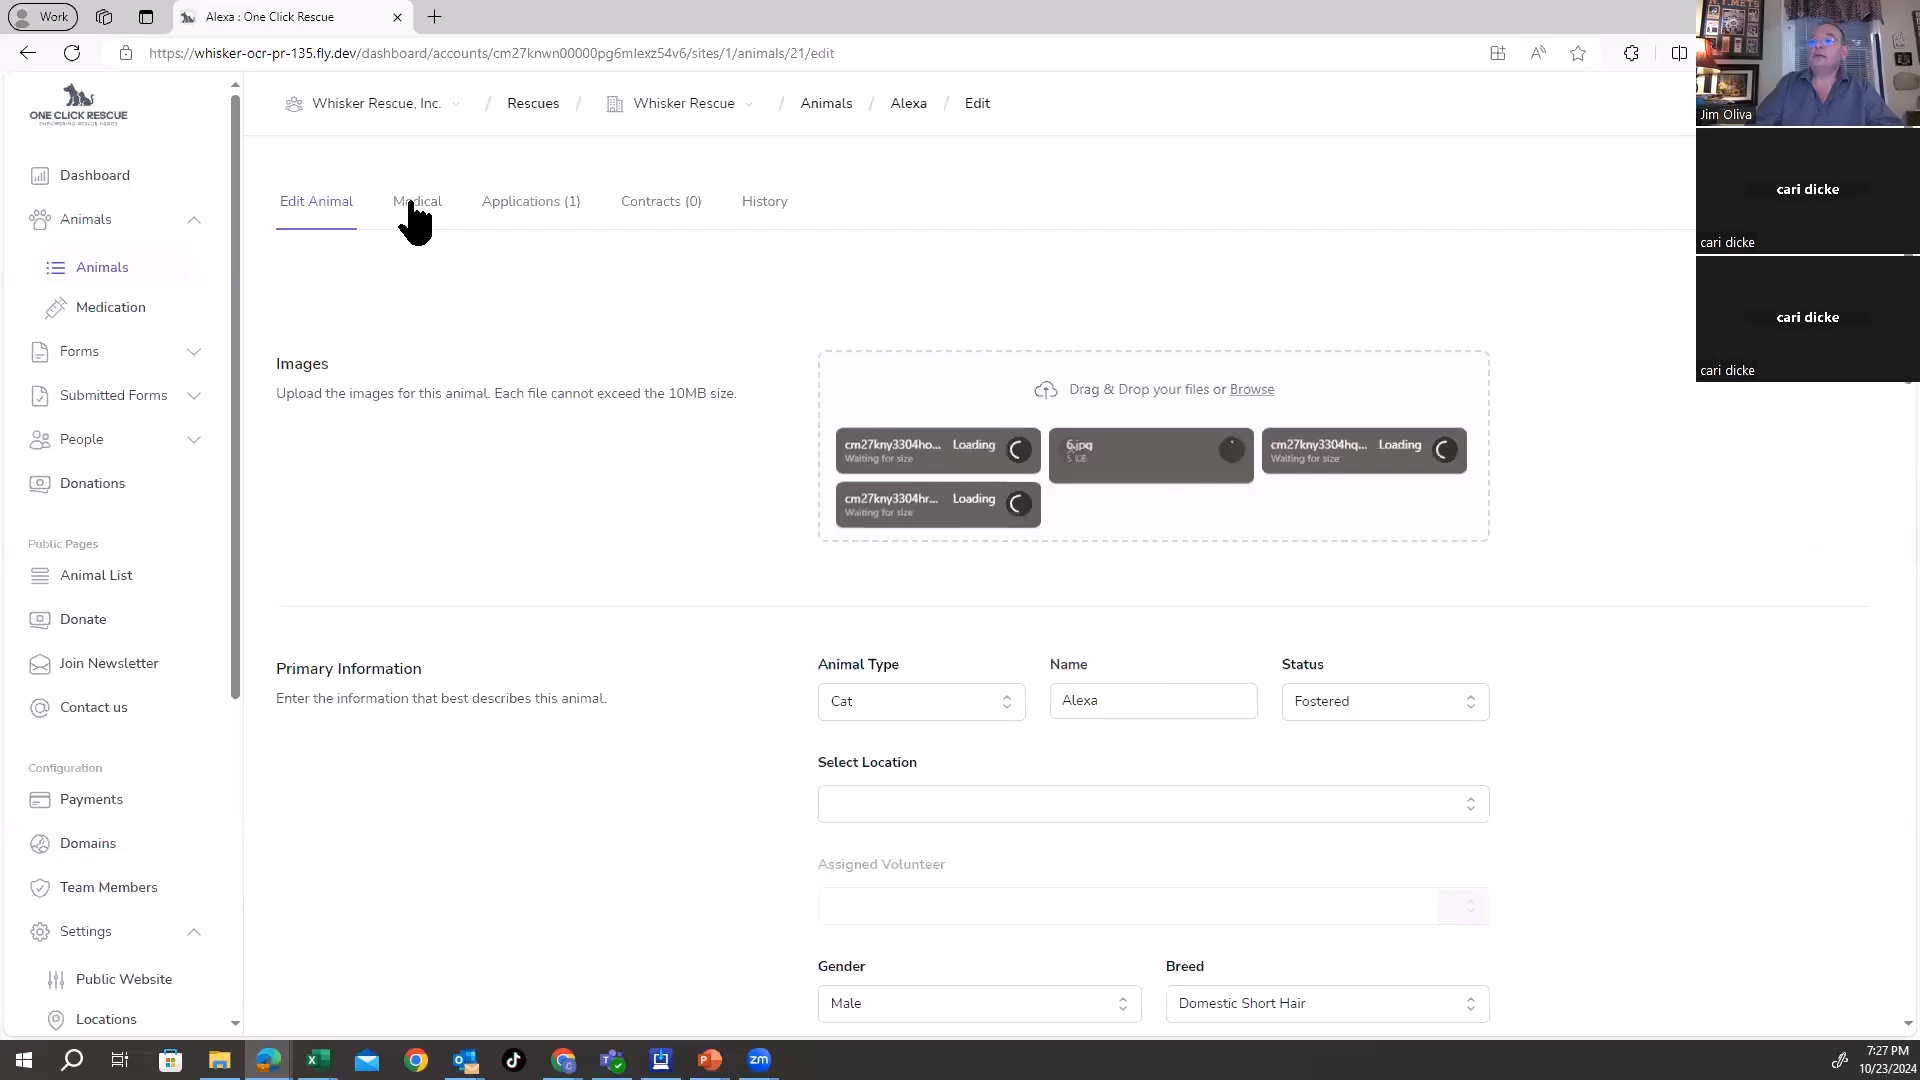 Work
Alexa : One Click Rescue
https://whisker-ocr-pr-135.fly.dev/dashboard/accounts/cm27knwn00000pg6mlexz54v6/sites/1/animals/21/edit
N.Y. METS
Jim Oliva
cari dicke
cari dicke
cari dicke
cari dicke
ONE CLICK RESCUE
EMPOWERING RESCUE HEROS
Whisker Rescue, Inc. / Rescues / Whisker Rescue / Animals / Alexa / Edit
Dashboard
Animals
Animals
Medication
Forms
Submitted Forms
People
Donations
Public Pages
Animal List
Donate
Join Newsletter
Contact us
Configuration
Payments
Domains
Team Members
Settings
Public Website
Locations
Edit Animal
Medical
Applications (1)
Contracts (0)
History
Images
Upload the images for this animal. Each file cannot exceed the 10MB size.
Drag & Drop your files or Browse
cm27kny3304ho... Loading
Waiting for size
6.jpg
5 KB
cm27kny3304hq... Loading
Waiting for size
cm27kny3304hr... Loading
Waiting for size
Primary Information
Enter the information that best describes this animal.
Animal Type
Cat
Name
Alexa
Status
Fostered
Select Location
Assigned Volunteer
Gender
Male
Breed
Domestic Short Hair
zm
7:27 PM
10/23/2024